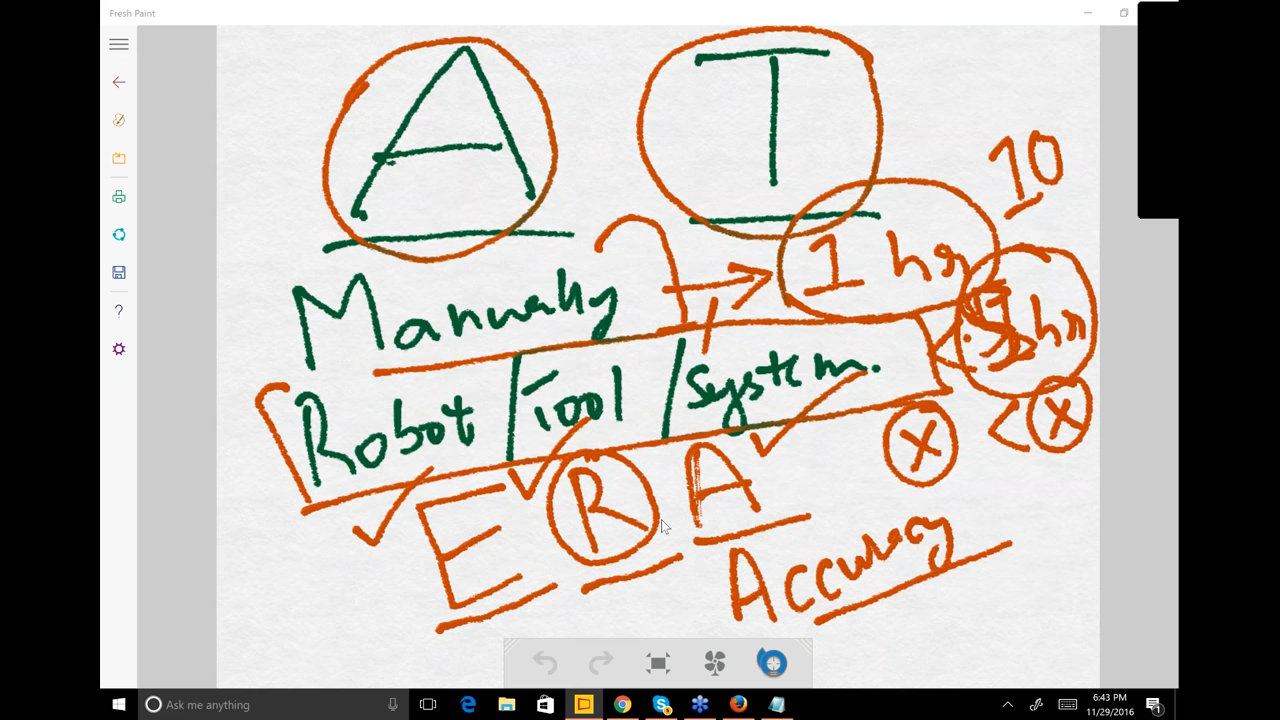 Fresh Paint
A T
10
Manually → 1 hr
< .5 hr
Robot / Tool / System.
X < X
E R A
Accuracy
?
Ask me anything
6:43 PM
11/29/2016